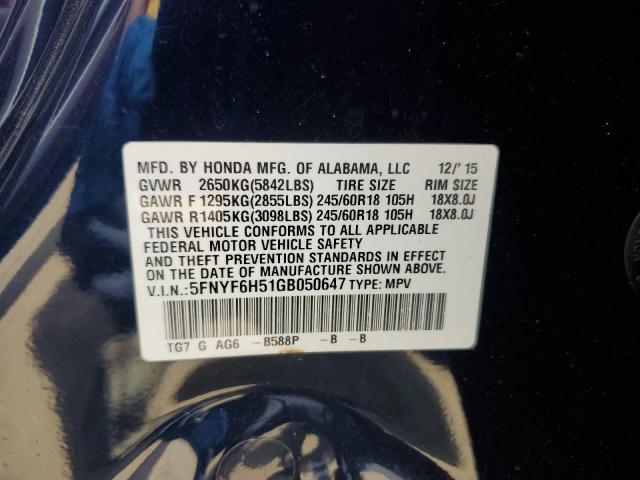 MFD. BY HONDA MFG. OF ALABAMA, LLC 12/'15
GVWR 2650KG(5842LBS) TIRE SIZE RIM SIZE
GAWR F 1295KG(2855LBS) 245/60R18 105H 18X8.0J
GAWR R 1405KG(3098LBS) 245/60R18 105H 18X8.0J
THIS VEHICLE CONFORMS TO ALL APPLICABLE
FEDERAL MOTOR VEHICLE SAFETY
AND THEFT PREVENTION STANDARDS IN EFFECT
ON THE DATE OF MANUFACTURE SHOWN ABOVE.
V.I.N.: 5FNYF6H51GB050647 TYPE: MPV
TG7 G AG6 -B588P -B -B